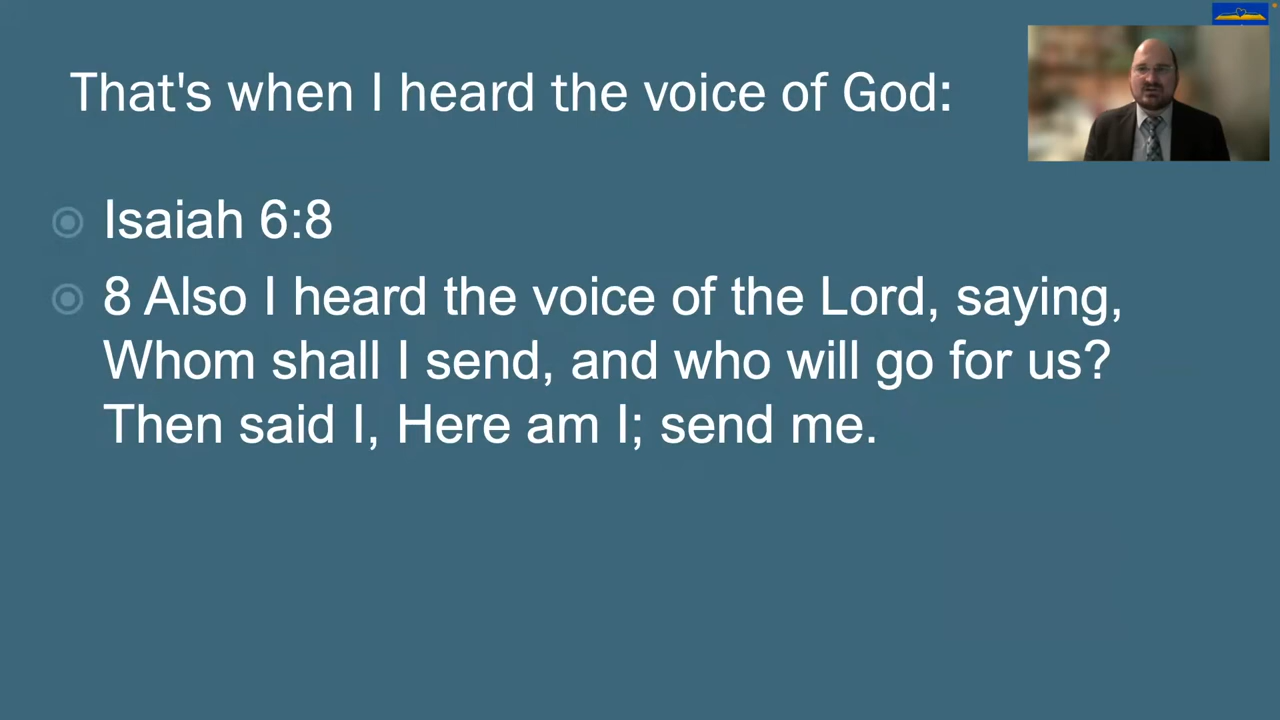 That's when I heard the voice of God:
Isaiah 6:8
8 Also I heard the voice of the Lord, saying,
Whom shall I send, and who will go for us?
Then said I, Here am I; send me.